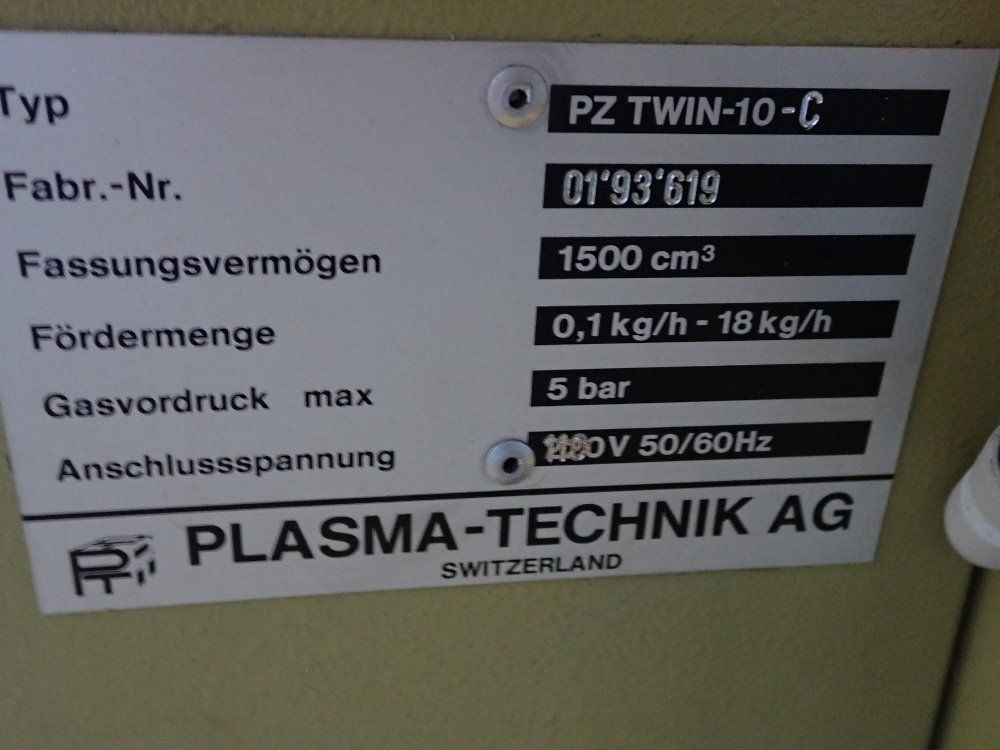 Typ PZ TWIN-10-C
Fabr.-Nr. 01'93'619
Fassungsvermögen 1500 cm³
Fördermenge 0,1 kg/h - 18 kg/h
Gasvordruck max 5 bar
Anschlussspannung 50/60Hz
PT PLASMA-TECHNIK AG
SWITZERLAND